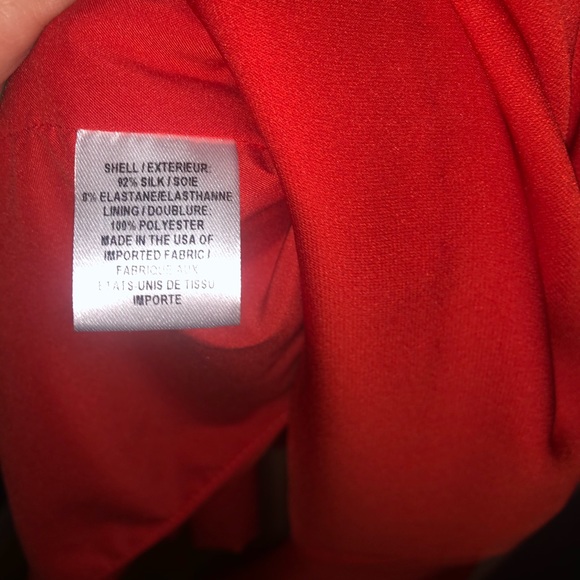 SHELL / EXTERIEUR:
92% SILK / SOIE
8% ELASTANE/ELASTHANNE
LINING / DOUBLURE:
100% POLYESTER
MADE IN THE USA OF
IMPORTED FABRIC /
FABRIQUE AUX
ETATS UNIS DE TISSU
IMPORTE